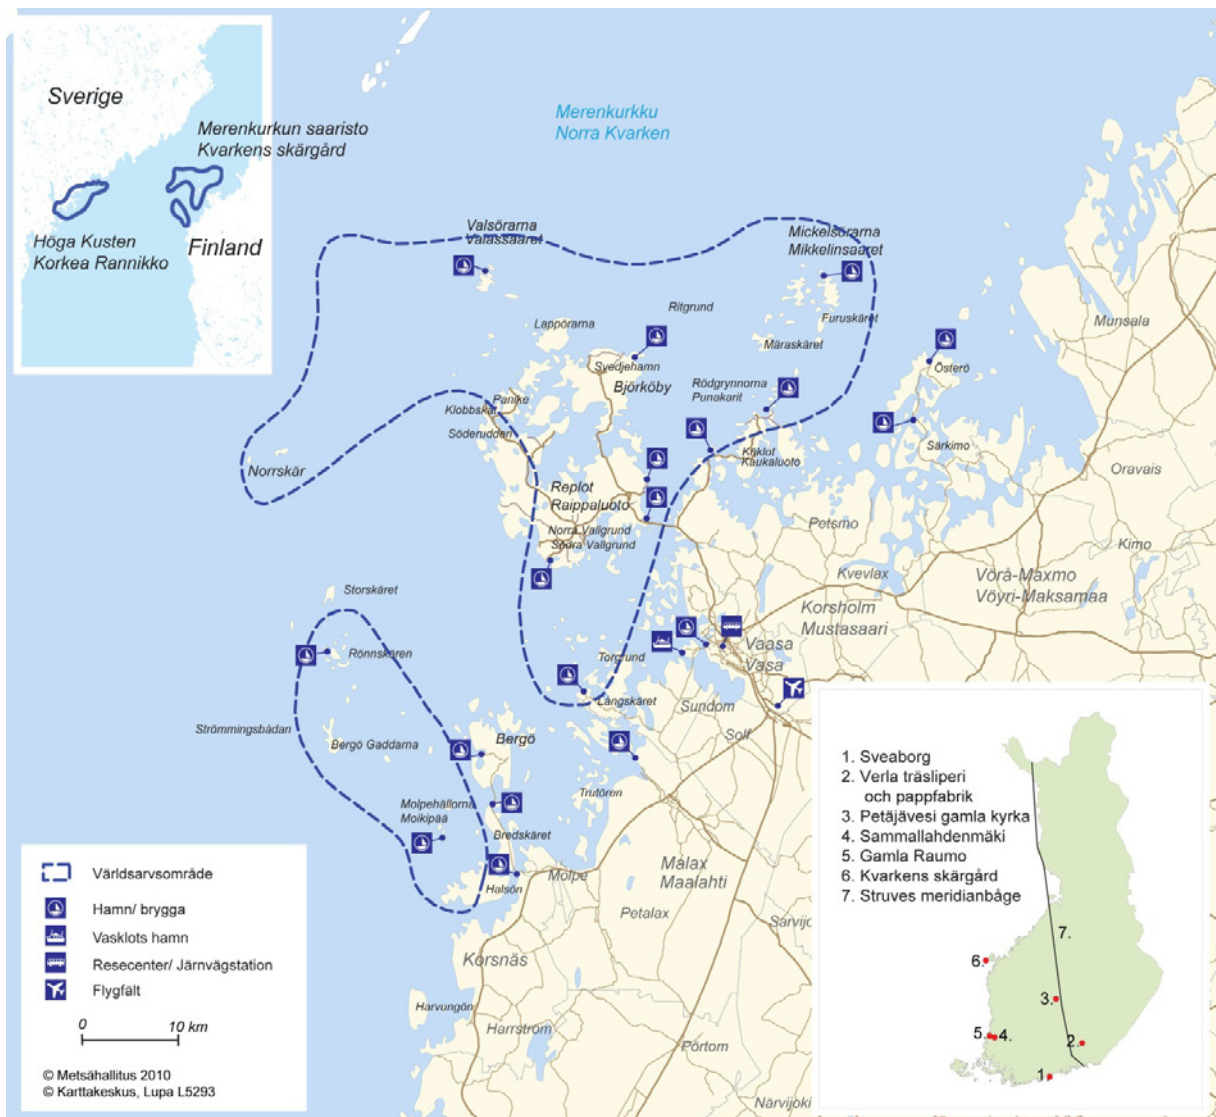 Sverige
Merenkurkun saaristo
Kvarkens skärgård
Höga Kusten
Korkea Rannikko
Finland
Merenkurkku
Norra Kvarken
Valsörarna
Valassaaret
Mickelsörarna
Mikkelinsaaret
Ritgrund
Furuskäret
Lappörarna
Märaskäret
Munsala
Svedjehamn
Björköby
Österö
Rödgrynnorna
Punakarit
Panike
Klobbskat
Söderudden
Särkimo
Norrskär
Kaukaluoto
Oravais
Replot
Raippaluoto
Norra Vallgrund
Södra Vallgrund
Petsmo
Kimo
Kvevlax
Vörå-Maxmo
Vöyri-Maksamaa
Storskäret
Korsholm
Mustasaari
Vaasa
Vasa
Rönnskären
Torgrund
Långskäret
Sundom
Solf
Strömmingsbådan
Bergö Gaddarna
Bergö
Trutören
Molpehällorna
Moikipää
Bredskäret
Halsön
Molpe
Malax
Maalahti
Petalax
Korsnäs
Harvungön
Harrström
Pörtom
Närvijoki
Världsarvsområde
Hamn/ brygga
Vasklots hamn
Resecenter/ Järnvägstation
Flygfält
0 10 km
© Metsähallitus 2010
© Karttakeskus, Lupa L5293
1. Sveaborg
2. Verla träsliperi
och pappfabrik
3. Petäjävesi gamla kyrka
4. Sammallahdenmäki
5. Gamla Raumo
6. Kvarkens skärgård
7. Struves meridianbåge
7.
6.
3.
5.
4.
2.
1.